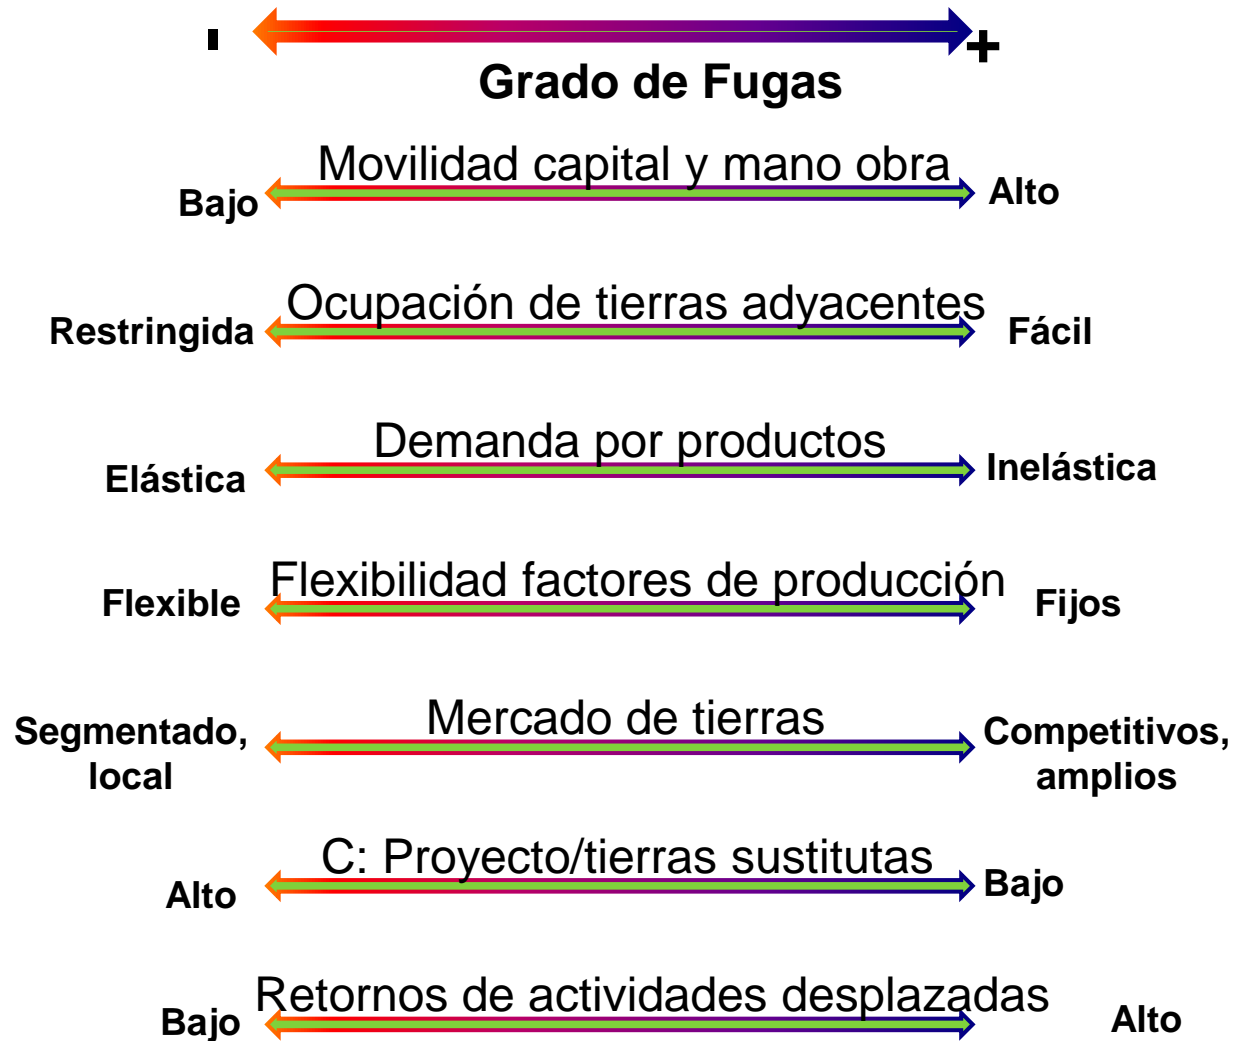 - +
Grado de Fugas
Movilidad capital y mano obra
Bajo Alto
Ocupación de tierras adyacentes
Restringida Fácil
Demanda por productos
Elástica Inelástica
Flexibilidad factores de producción
Flexible Fijos
Mercado de tierras
Segmentado, Competitivos,
local amplios
C: Proyecto/tierras sustitutas
Alto Bajo
Retornos de actividades desplazadas
Bajo Alto